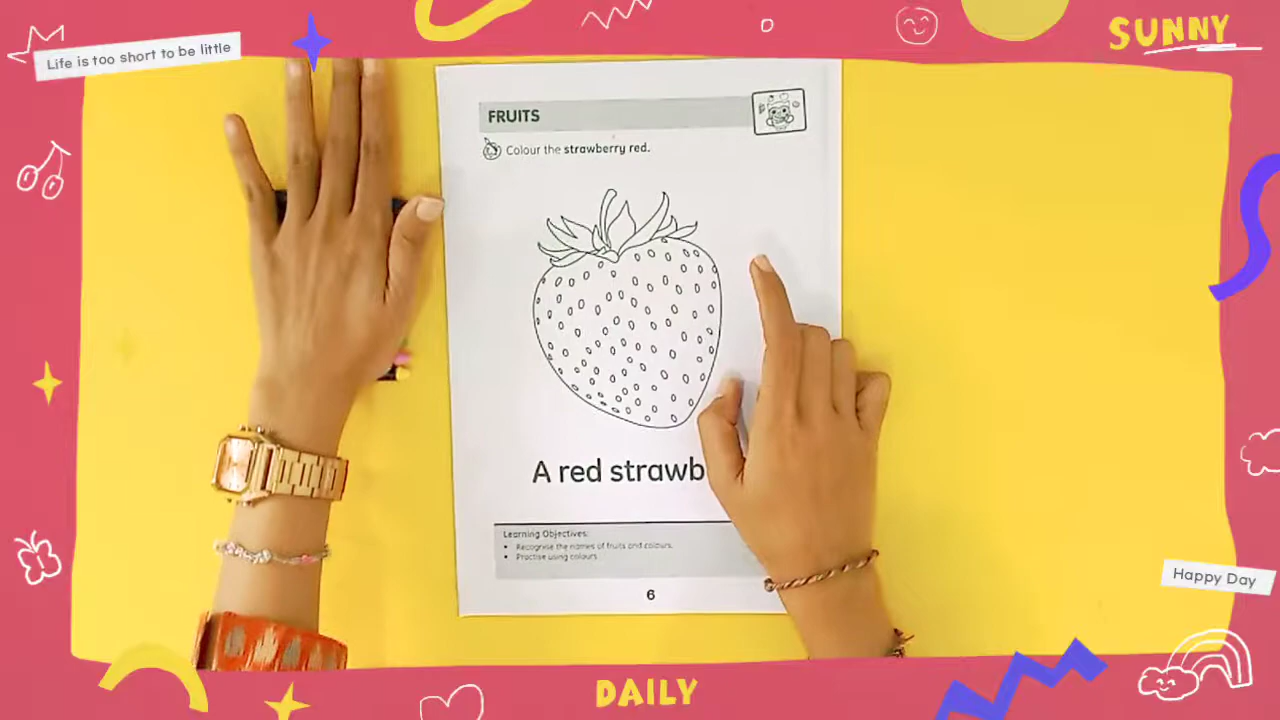 SUNNY
Life is too short to be little
FRUITS
Colour the strawberry red.
A red strawb
Learning Objectives:
Recognise the names of fruits and colours.
Practise using colours
6
Happy Day
DAILY